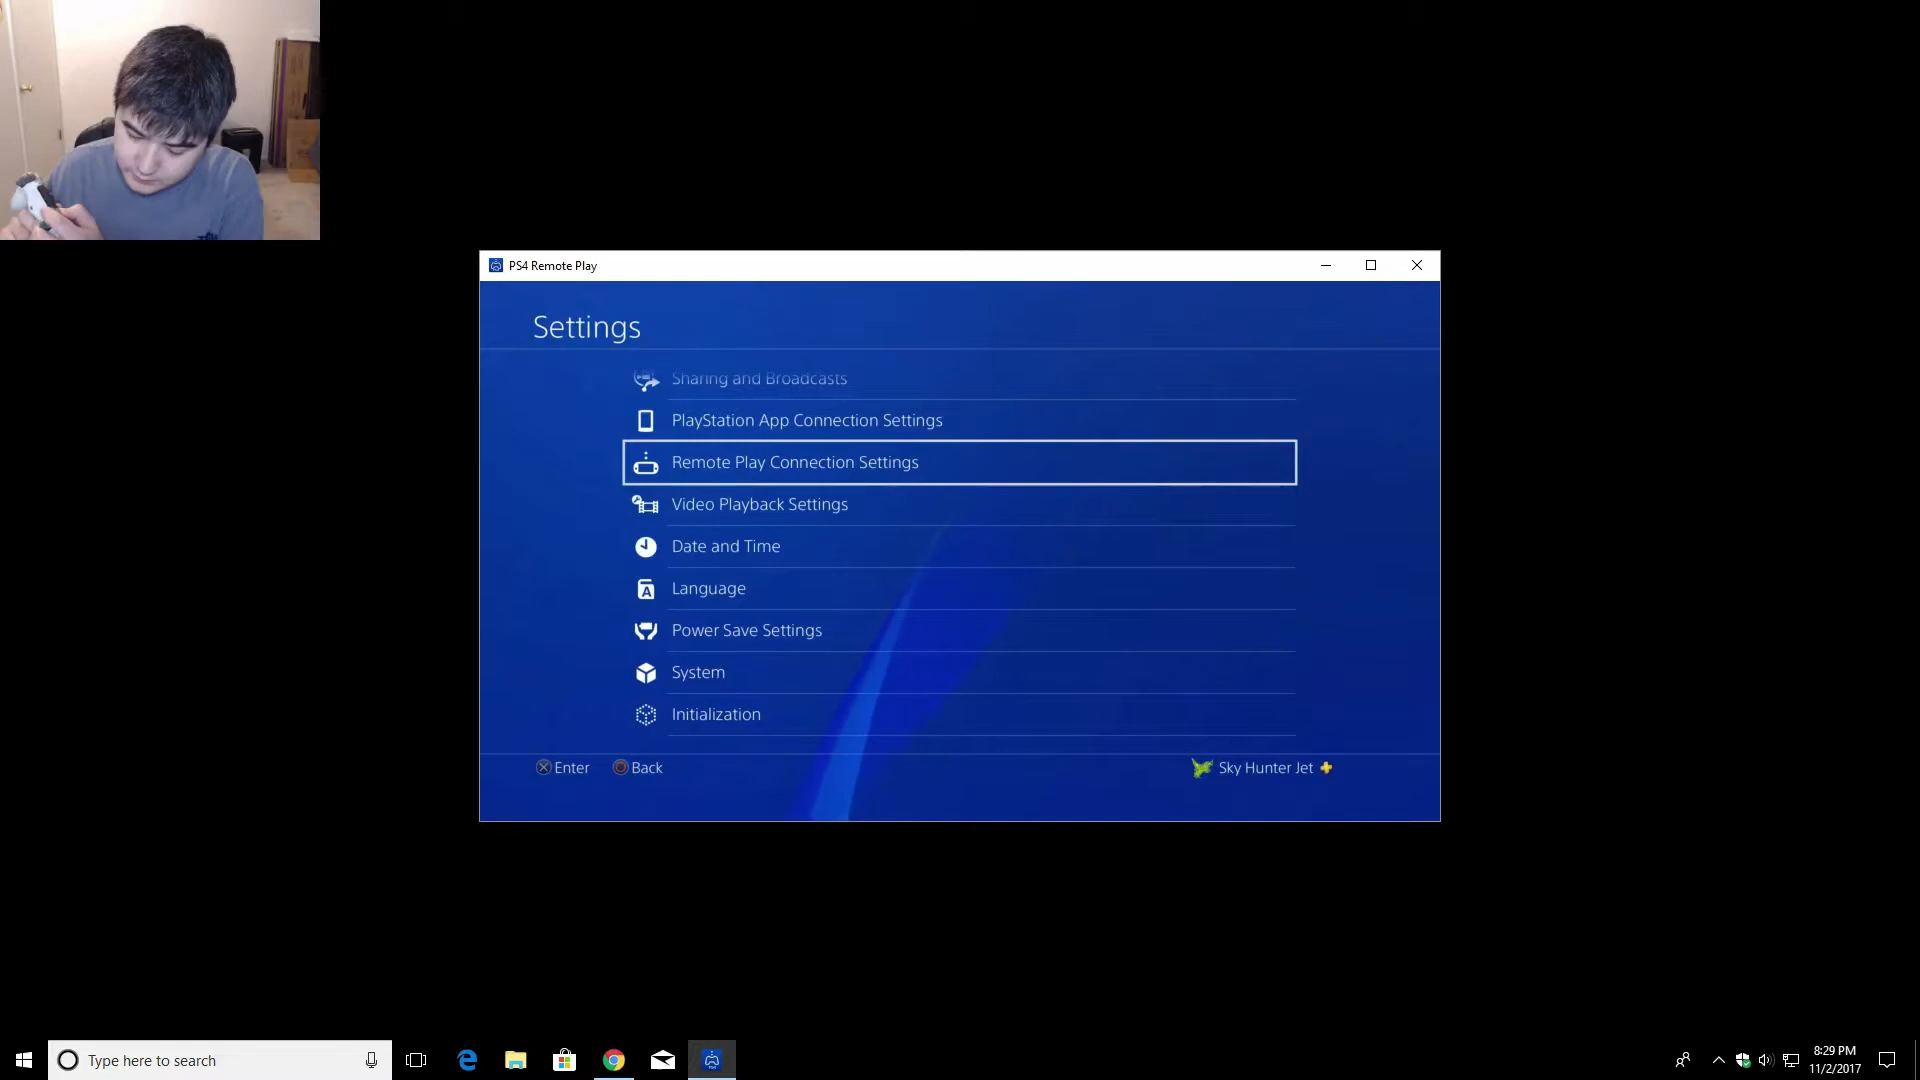 PS4 Remote Play
Settings
Sharing and Broadcasts
PlayStation App Connection Settings
Remote Play Connection Settings
Video Playback Settings
Date and Time
Language
Power Save Settings
System
Initialization
Enter Back
Sky Hunter Jet
Type here to search
8:29 PM
11/2/2017